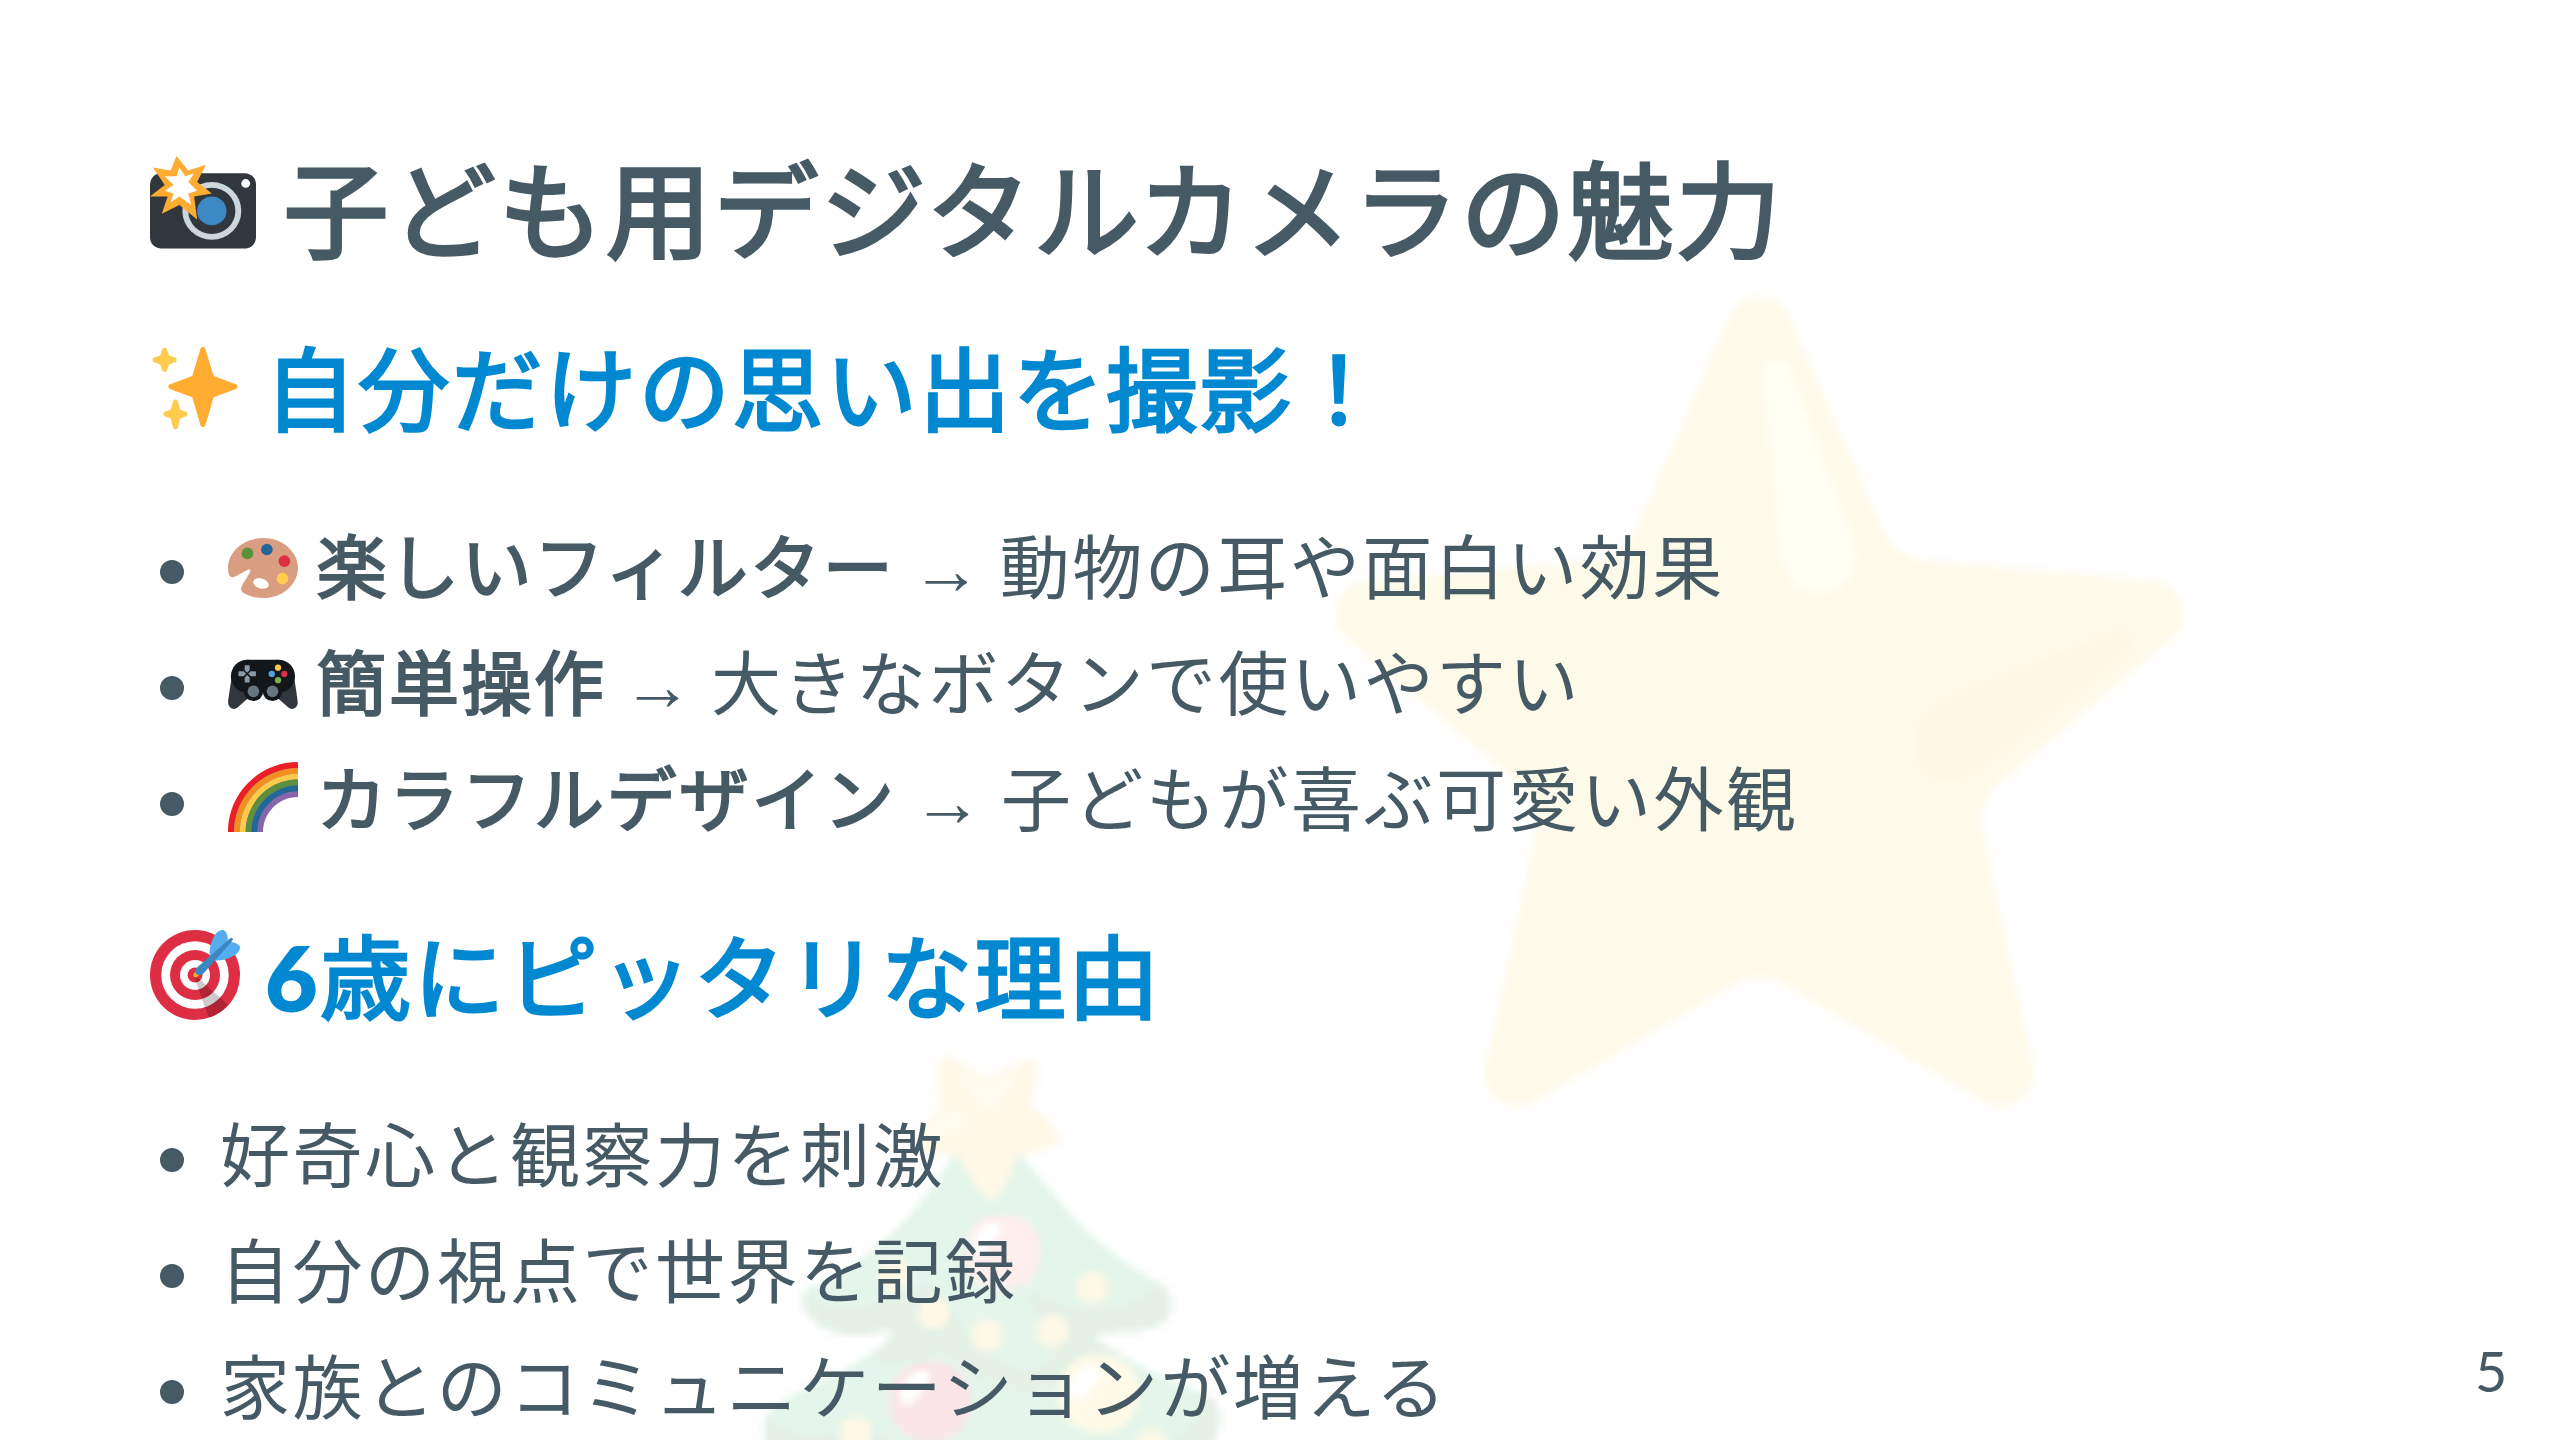 📸 子ども用デジタルカメラの魅力
✨ 自分だけの思い出を撮影！
• 🎨 楽しいフィルター → 動物の耳や面白い効果
• 🎮 簡単操作 → 大きなボタンで使いやすい
• 🌈 カラフルデザイン → 子どもが喜ぶ可愛い外観
🎯 6歳にピッタリな理由
• 好奇心と観察力を刺激
• 自分の視点で世界を記録
• 家族とのコミュニケーションが増える
5